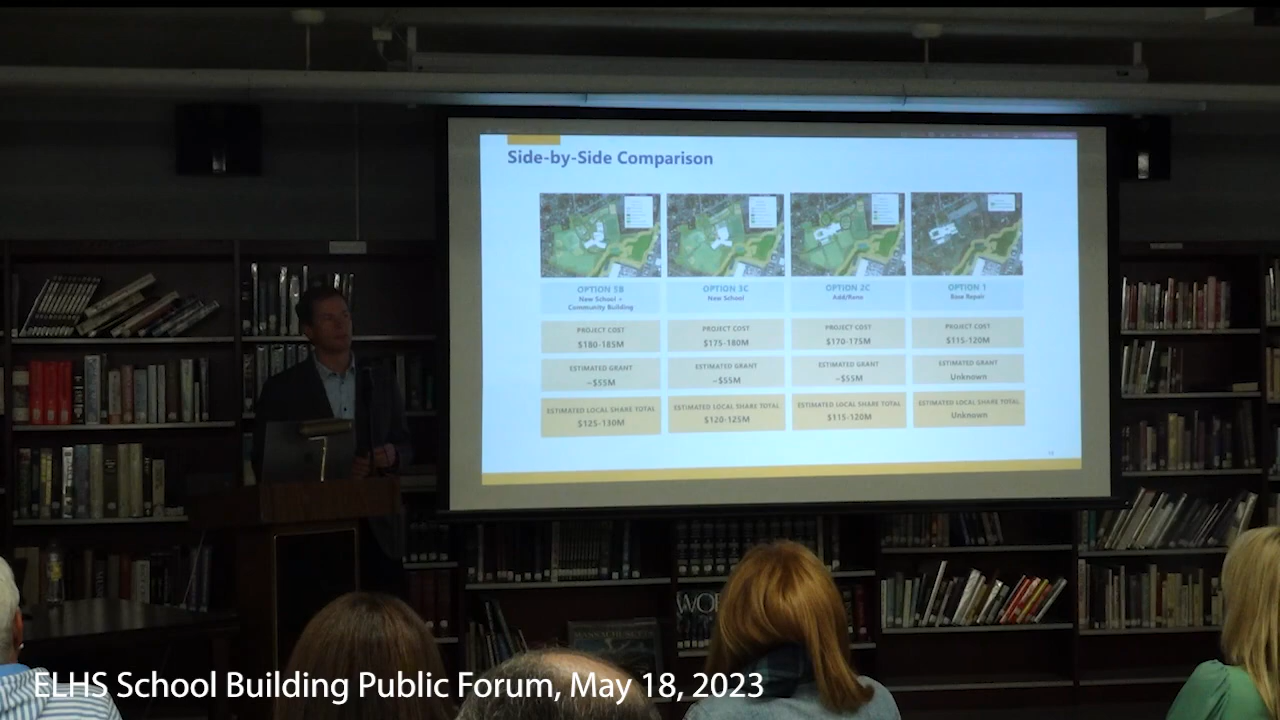 Side-by-Side Comparison
OPTION 5B
New School +
Community Building
OPTION 3C
New School
OPTION 2C
Add/Reno
OPTION 1
Base Repair
PROJECT COST
$180-185M
PROJECT COST
$175-180M
PROJECT COST
$170-175M
PROJECT COST
$115-120M
ESTIMATED GRANT
~$55M
ESTIMATED GRANT
~$55M
ESTIMATED GRANT
~$55M
ESTIMATED GRANT
Unknown
ESTIMATED LOCAL SHARE TOTAL
$125-130M
ESTIMATED LOCAL SHARE TOTAL
$120-125M
ESTIMATED LOCAL SHARE TOTAL
$115-120M
ESTIMATED LOCAL SHARE TOTAL
Unknown
MASSACHUSETTS
ELHS School Building Public Forum, May 18, 2023